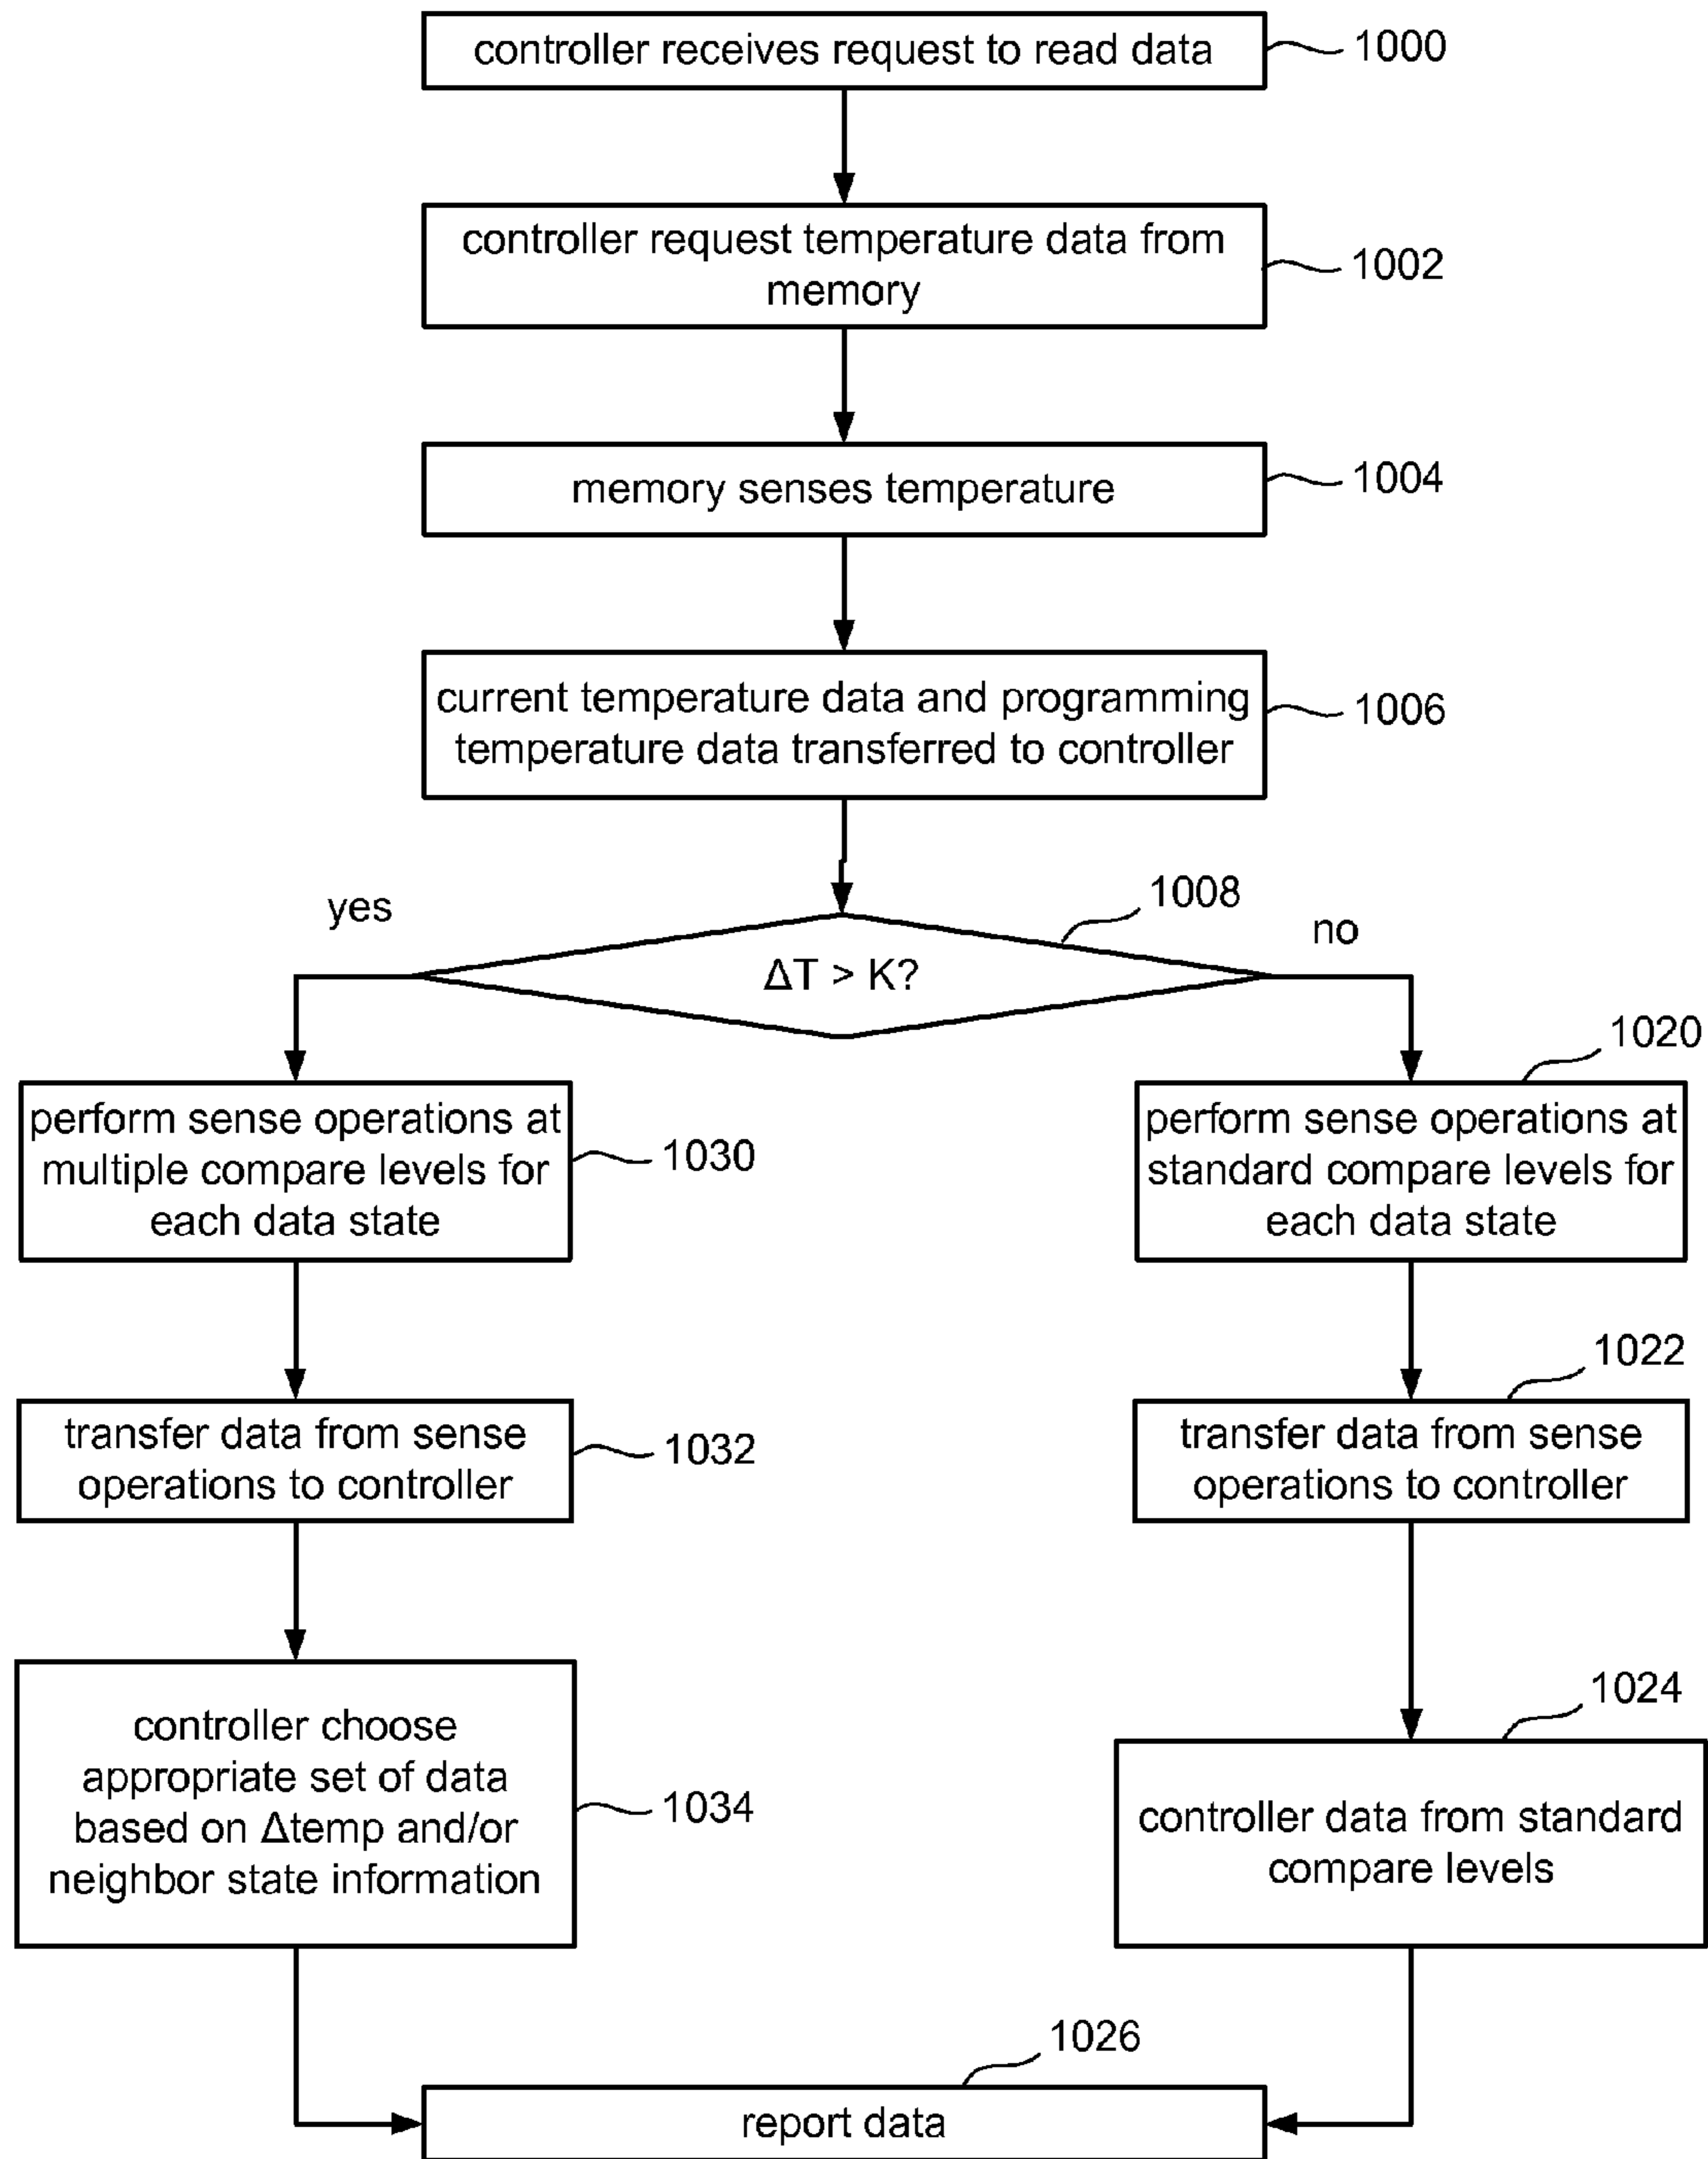 controller receives request to read data
1000
controller request temperature data from
memory
1002
memory senses temperature
1004
current temperature data and programming
temperature data transferred to controller
1006
1008
yes
no
ΔT > K?
1020
perform sense operations at
multiple compare levels for
each data state
1030
perform sense operations at
standard compare levels for
each data state
1022
transfer data from sense
operations to controller
1032
transfer data from sense
operations to controller
1024
controller choose
appropriate set of data
based on Δtemp and/or
neighbor state information
1034
controller data from standard
compare levels
1026
report data